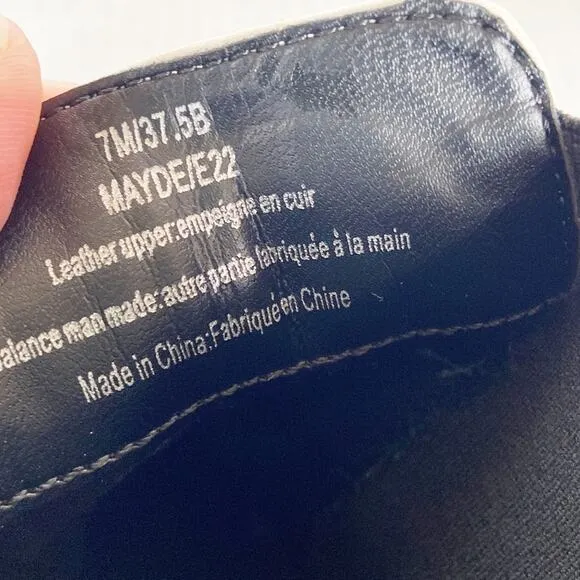 7M/37.5B
MAYDE/E22
Leather upper:empeigne en cuir
balance man made:autre partie fabriquée à la main
Made in China:Fabriqué en Chine